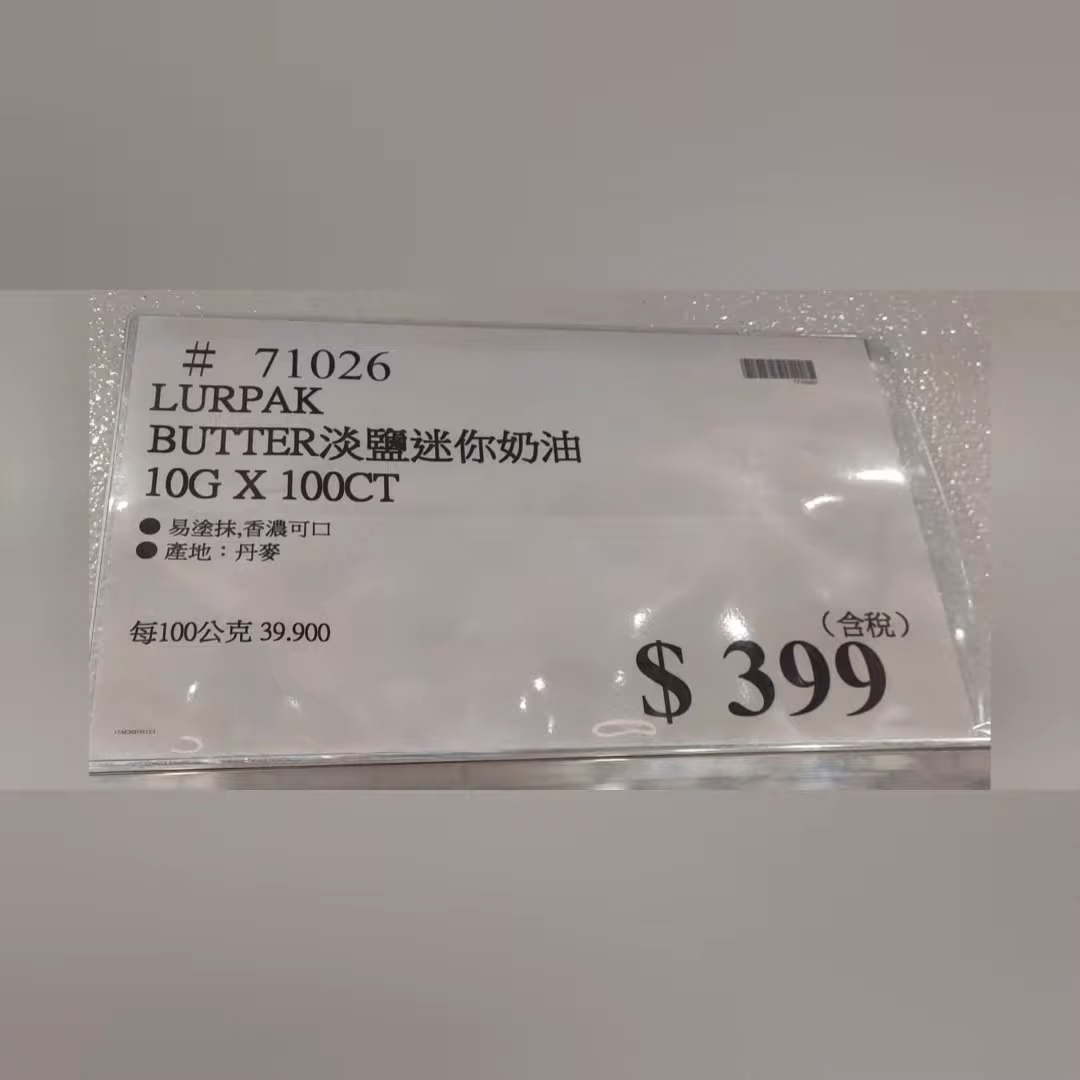 # 71026
LURPAK
BUTTER淡鹽迷你奶油
10G X 100CT
● 易塗抹,香濃可口
● 產地：丹麥
每100公克 39.900
（含稅）
$ 399